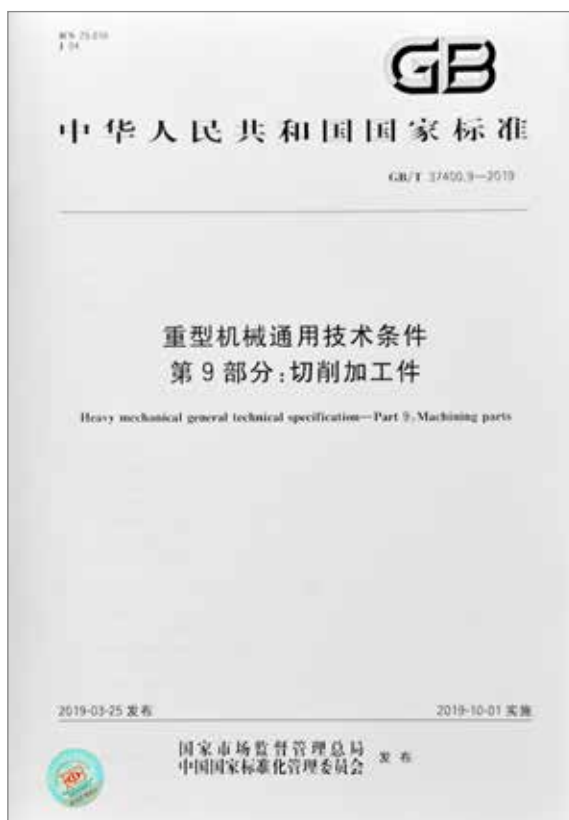 J 04
GB
中华人民共和国国家标准
GB/T 37400.9—2019
重型机械通用技术条件
第9部分:切削加工件
Heavy mechanical general technical specification—Part 9:Machining parts
2019-03-25 发布
2019-10-01 实施
国家市场监督管理总局
中国国家标准化管理委员会
发布